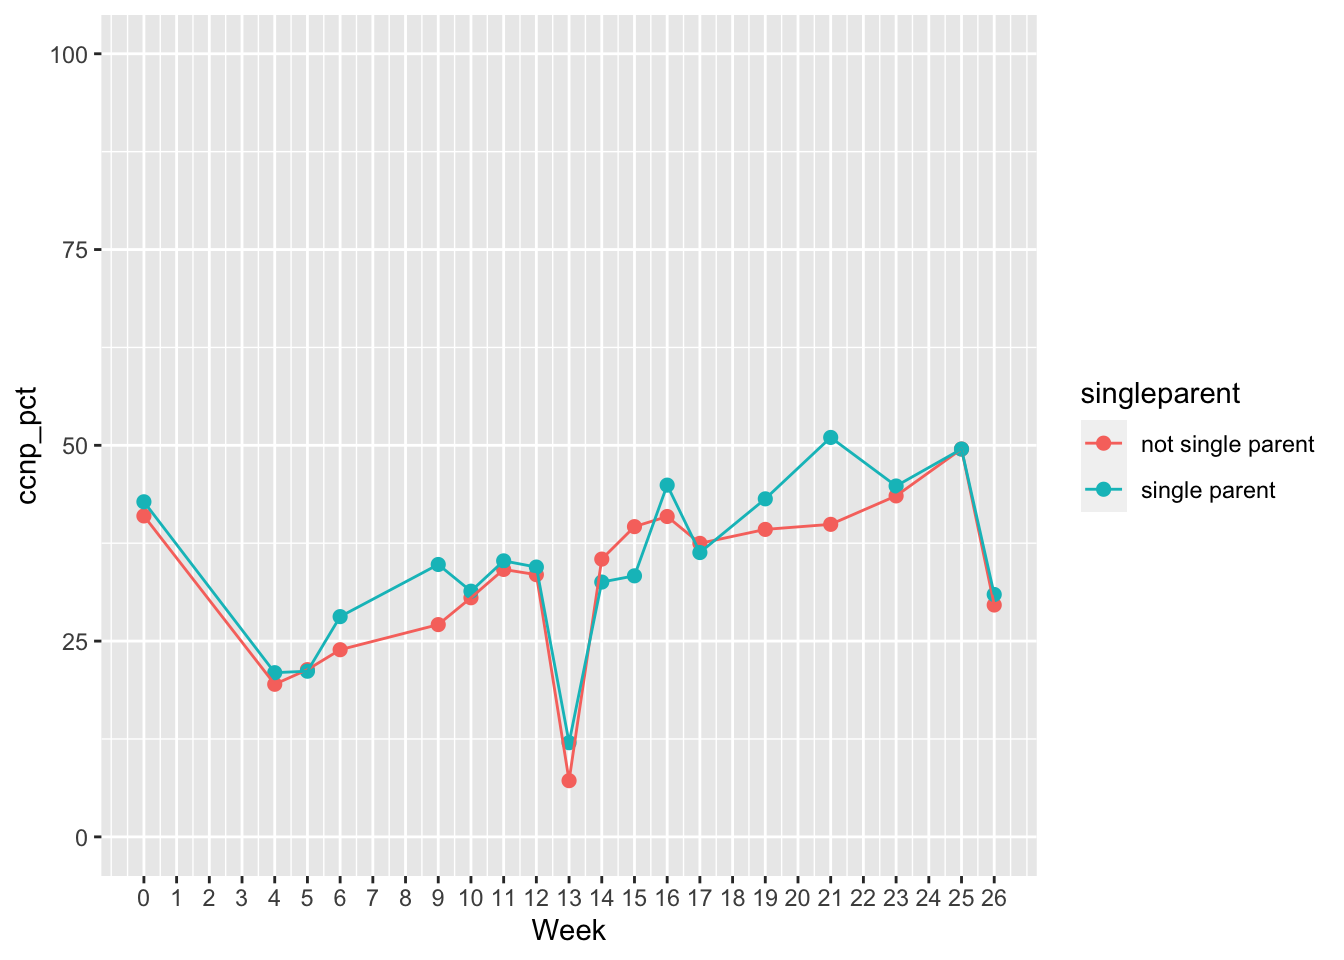 100
75
50
25
0
ccnp_pct
0 1 2 3 4 5 6 7 8 9 10 11 12 13 14 15 16 17 18 19 20 21 22 23 24 25 26
Week
singleparent
not single parent
single parent